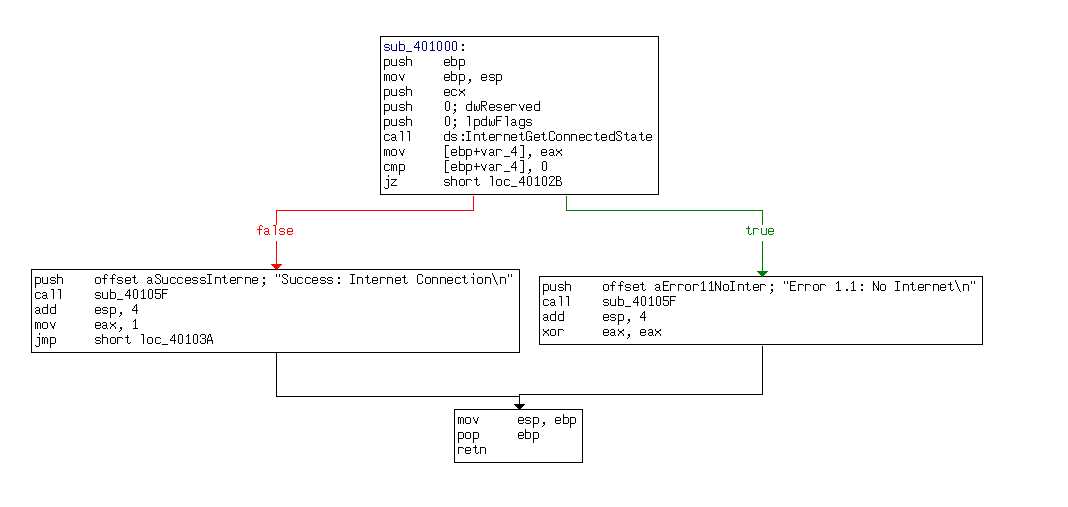 sub_401000:
push ebp
mov ebp, esp
push ecx
push 0; dwReserved
push 0; lpdwFlags
call ds:InternetGetConnectedState
mov [ebp+var_4], eax
cmp [ebp+var_4], 0
jz short loc_40102B
false
true
push offset aSuccessInterne; "Success: Internet Connection\n"
call sub_40105F
add esp, 4
mov eax, 1
jmp short loc_40103A
push offset aError11NoInter; "Error 1.1: No Internet\n"
call sub_40105F
add esp, 4
xor eax, eax
mov esp, ebp
pop ebp
retn